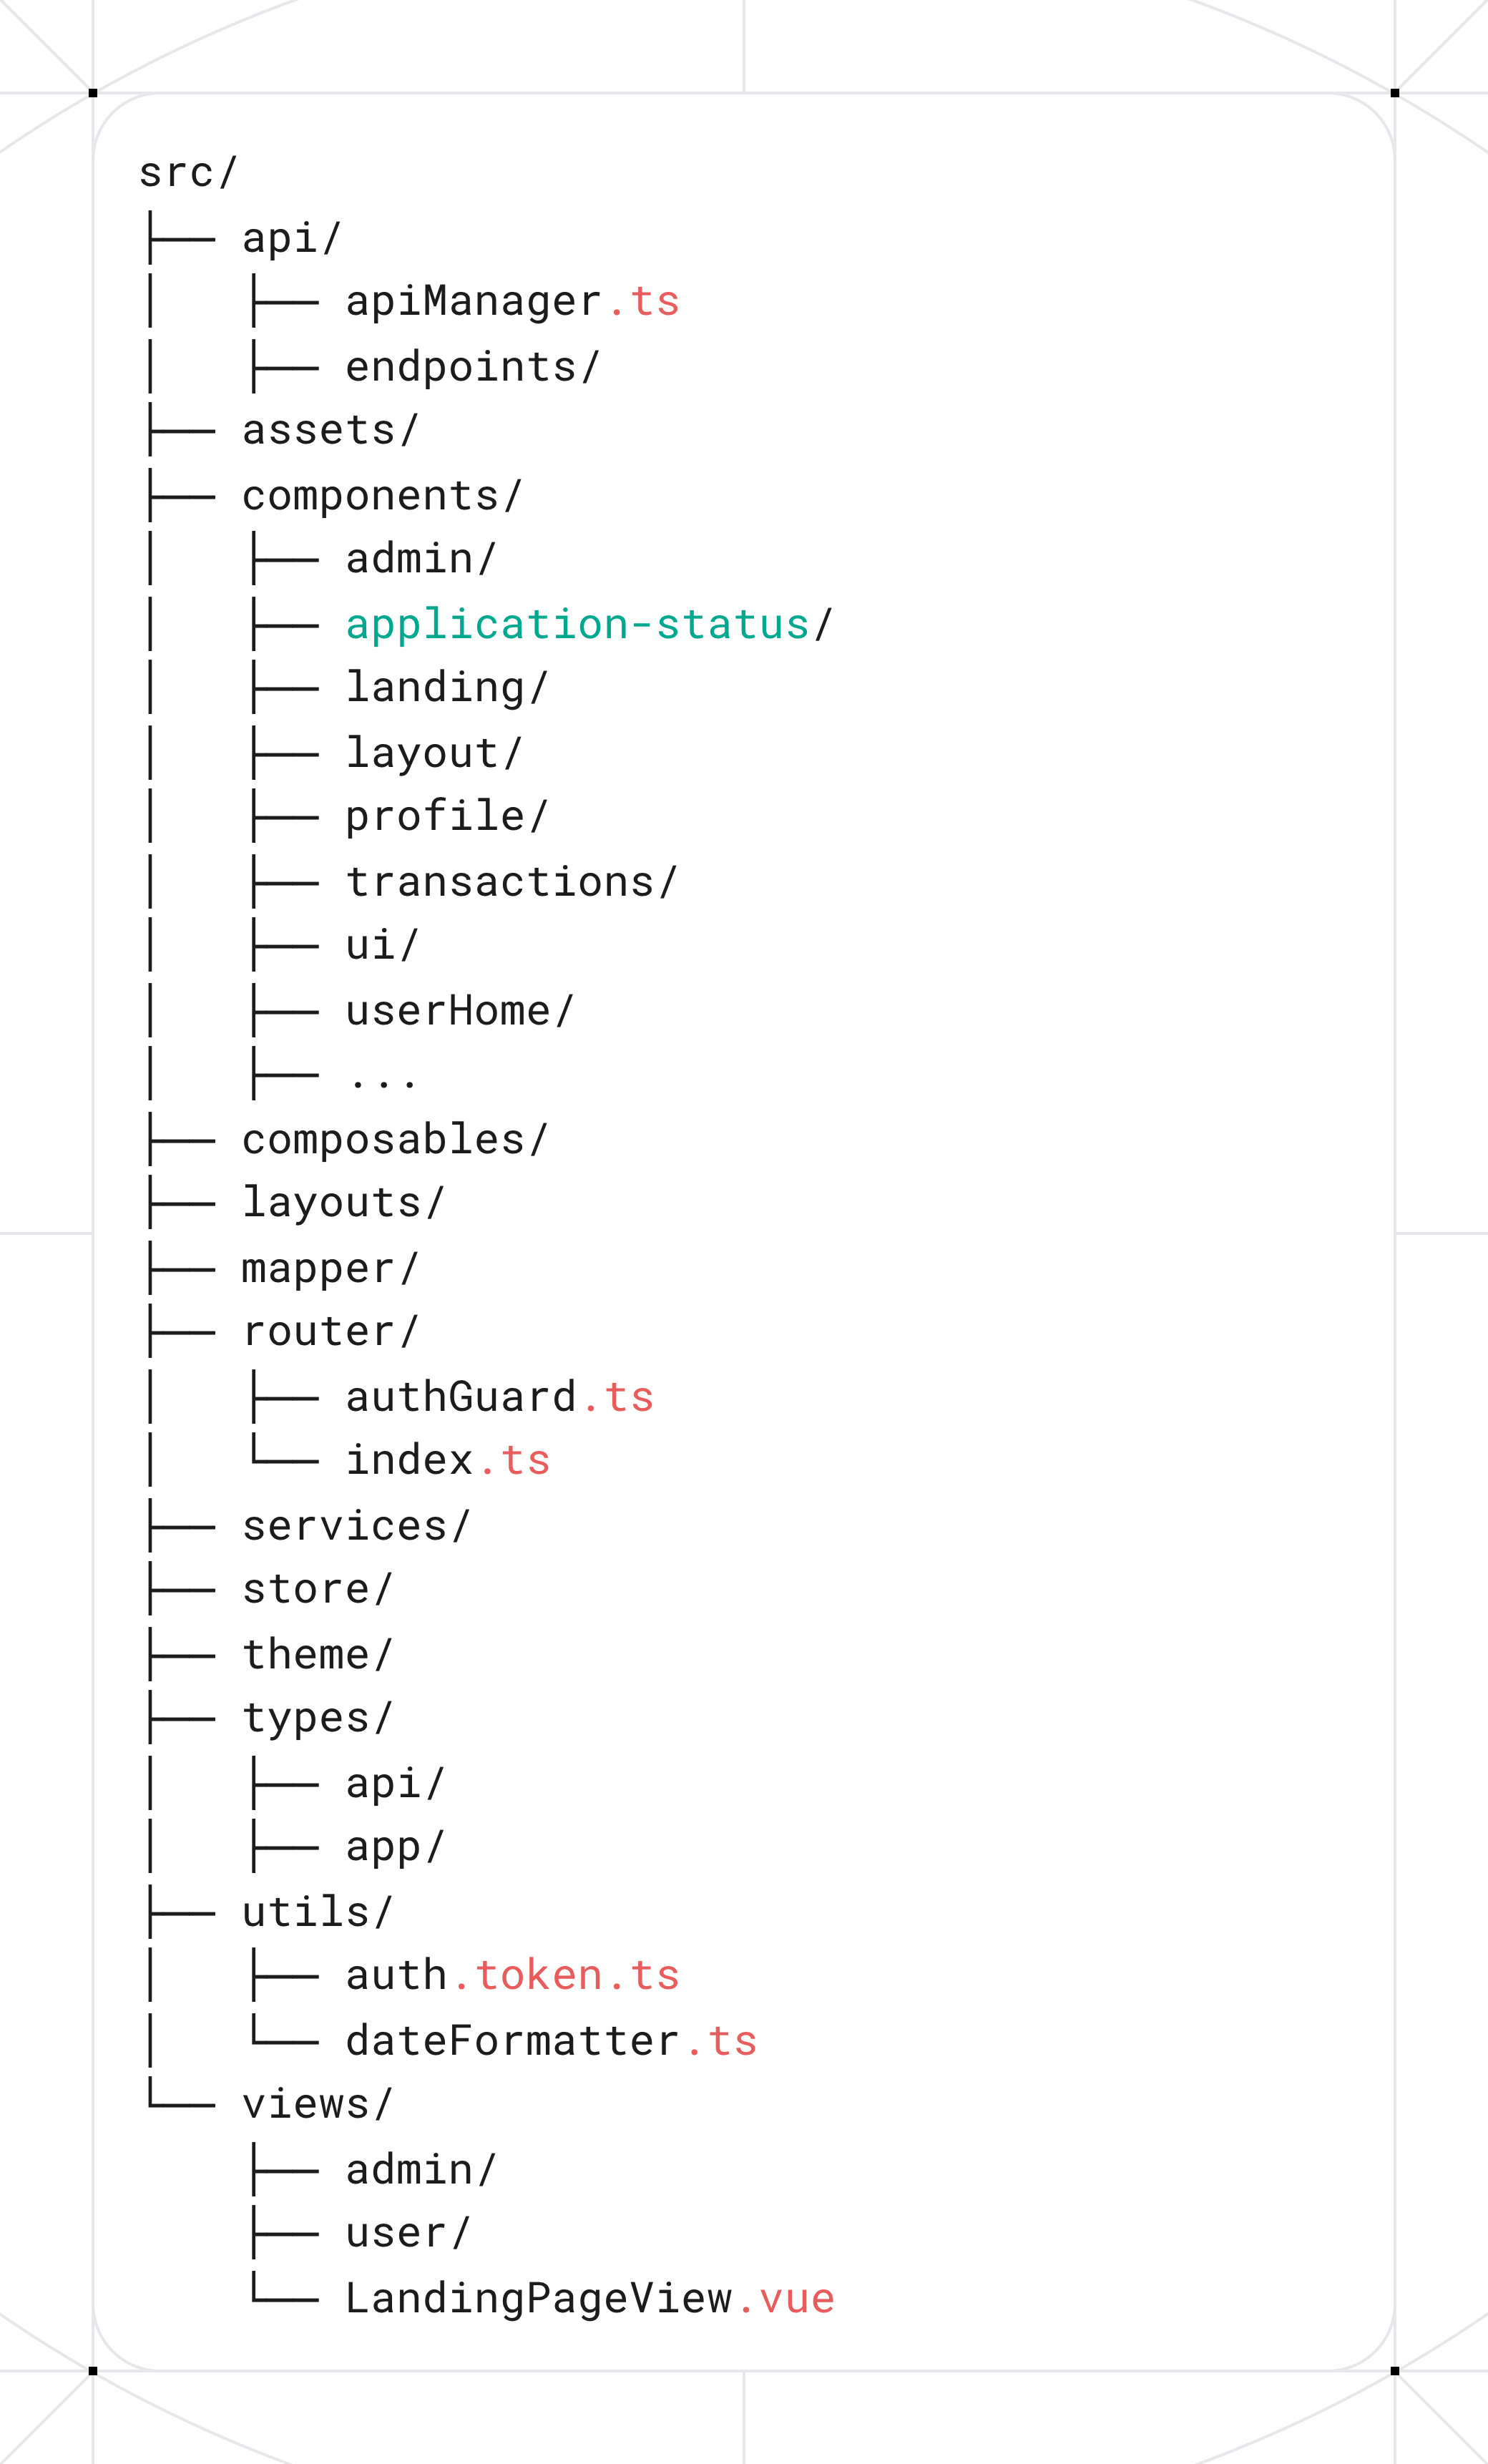 src/
├── api/
│   ├── apiManager.ts
│   ├── endpoints/
├── assets/
├── components/
│   ├── admin/
│   ├── application-status/
│   ├── landing/
│   ├── layout/
│   ├── profile/
│   ├── transactions/
│   ├── ui/
│   ├── userHome/
│   ├── ...
├── composables/
├── layouts/
├── mapper/
├── router/
│   ├── authGuard.ts
│   └── index.ts
├── services/
├── store/
├── theme/
├── types/
│   ├── api/
│   ├── app/
├── utils/
│   ├── auth.token.ts
│   └── dateFormatter.ts
└── views/
    ├── admin/
    ├── user/
    └── LandingPageView.vue